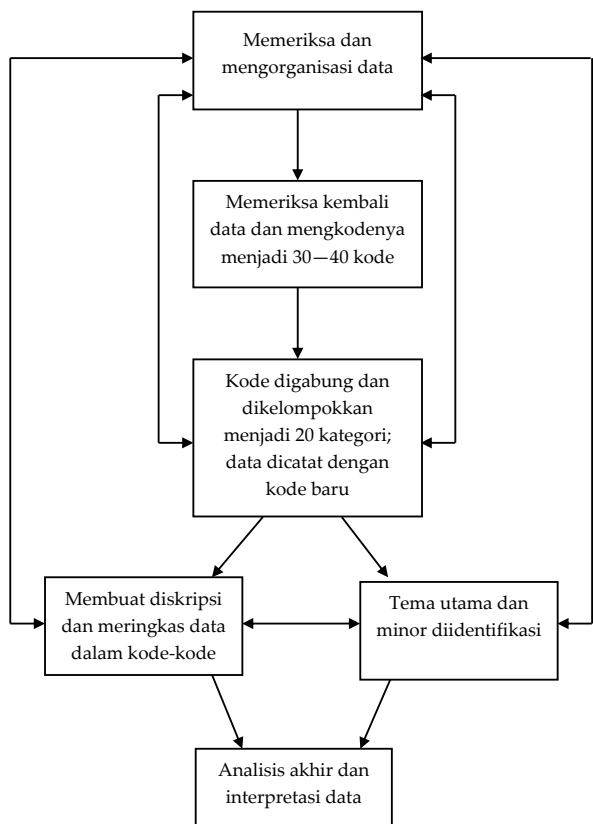 Memeriksa dan
mengorganisasi data
Memeriksa kembali
data dan mengkodenya
menjadi 30—40 kode
Kode digabung dan
dikelompokkan
menjadi 20 kategori;
data dicatat dengan
kode baru
Membuat diskripsi
dan meringkas data
dalam kode-kode
Tema utama dan
minor diidentifikasi
Analisis akhir dan
interpretasi data